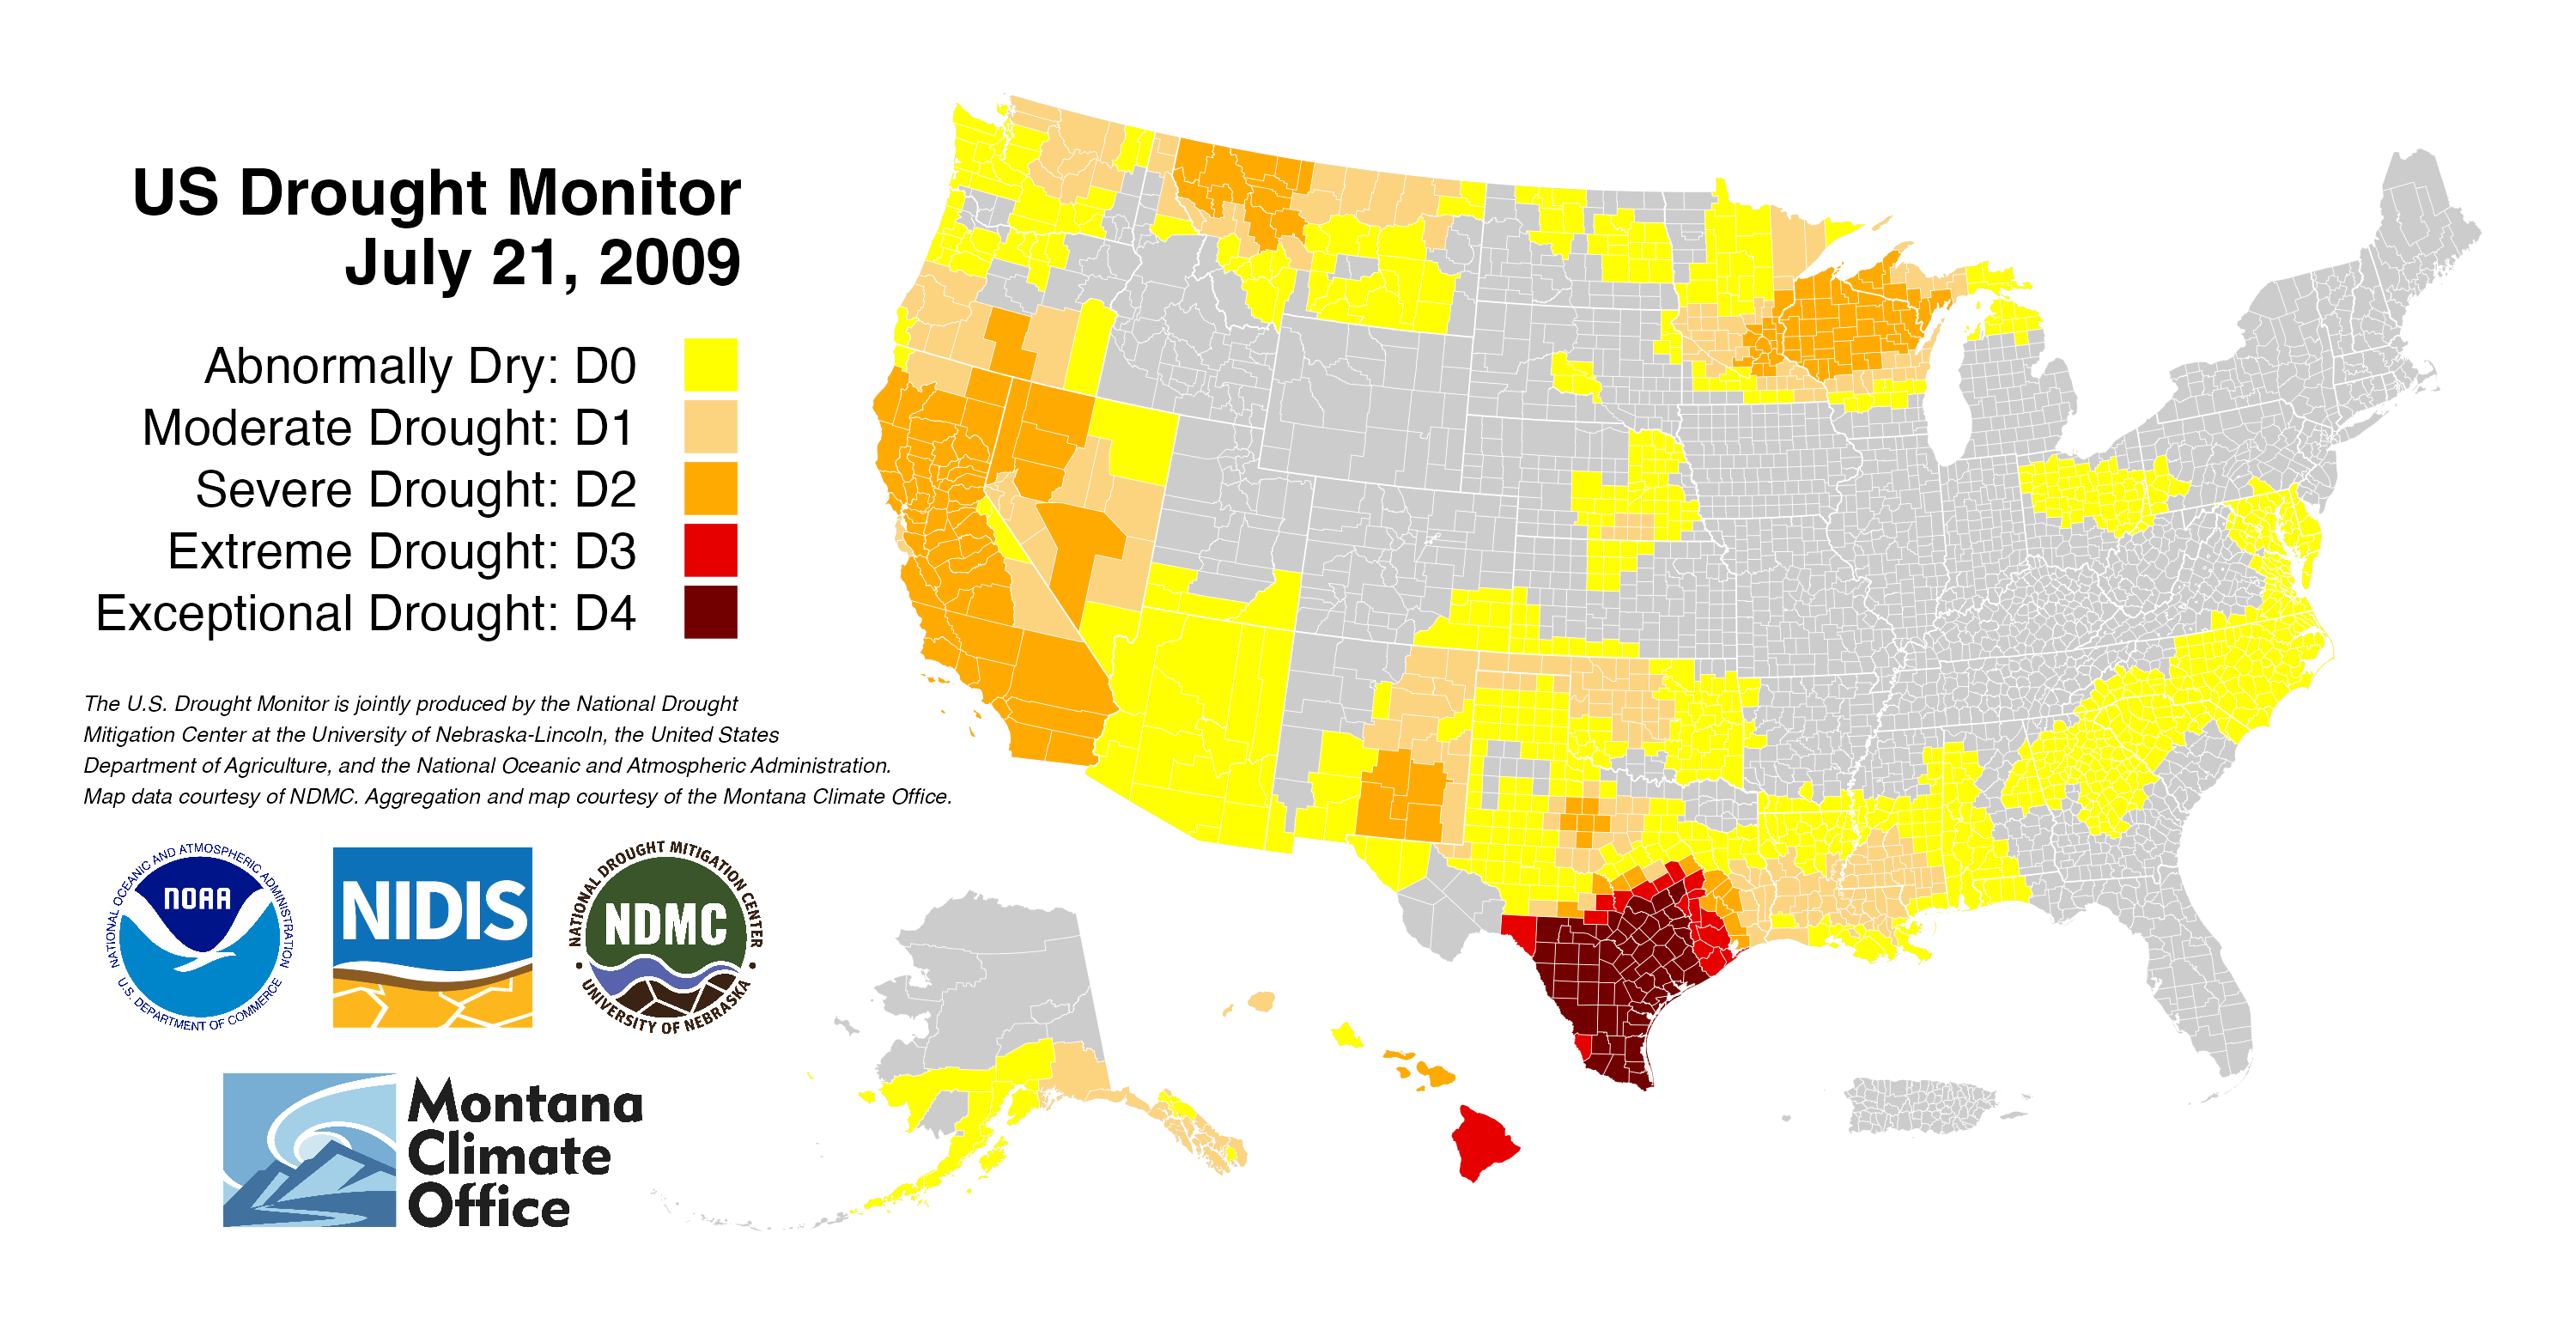 US Drought Monitor
July 21, 2009
Abnormally Dry: D0
Moderate Drought: D1
Severe Drought: D2
Extreme Drought: D3
Exceptional Drought: D4
The U.S. Drought Monitor is jointly produced by the National Drought
Mitigation Center at the University of Nebraska-Lincoln, the United States
Department of Agriculture, and the National Oceanic and Atmospheric Administration.
Map data courtesy of NDMC. Aggregation and map courtesy of the Montana Climate Office.
NATIONAL OCEANIC AND ATMOSPHERIC ADMINISTRATION
NOAA
U.S. DEPARTMENT OF COMMERCE
NIDIS
NATIONAL DROUGHT MITIGATION CENTER
NDMC
UNIVERSITY OF NEBRASKA
Montana
Climate
Office